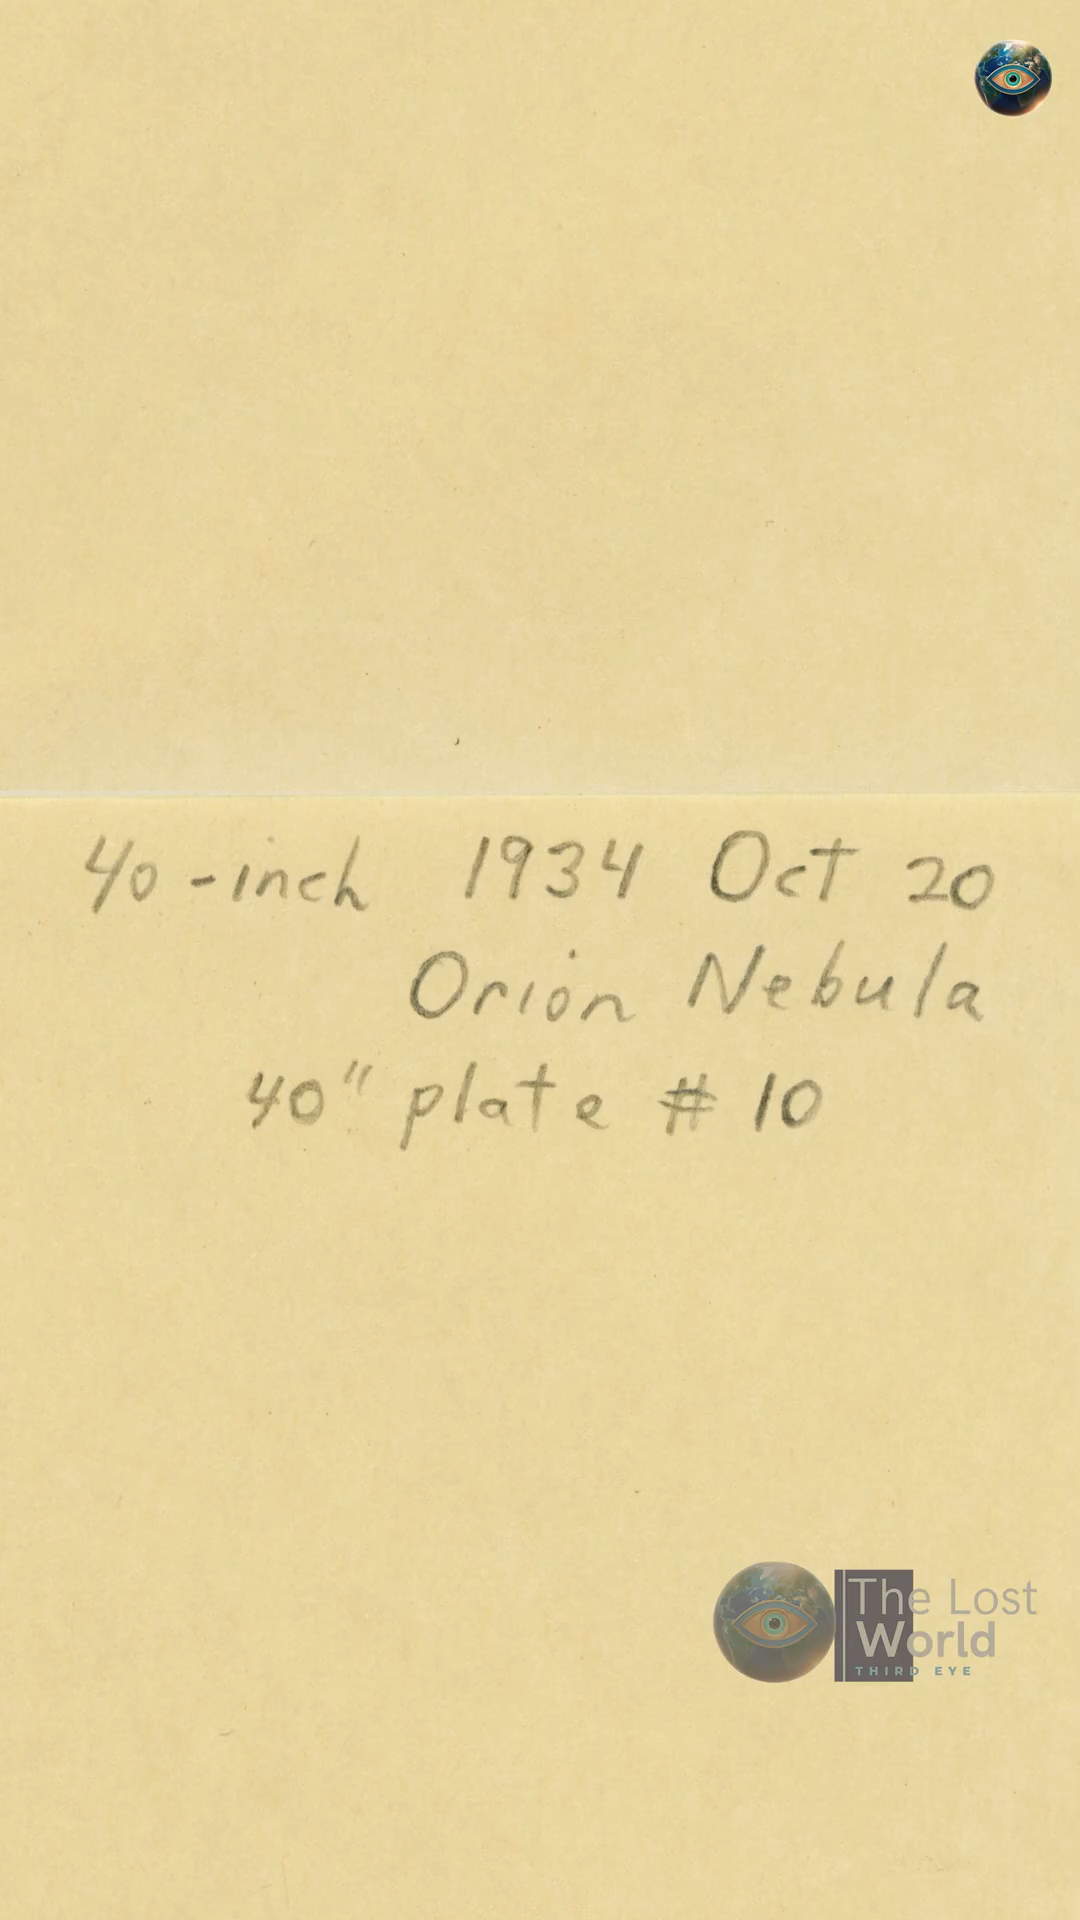 40-inch 1934 Oct 20
Orion Nebula
40" plate # 10
The Lost
World
THIRD EYE